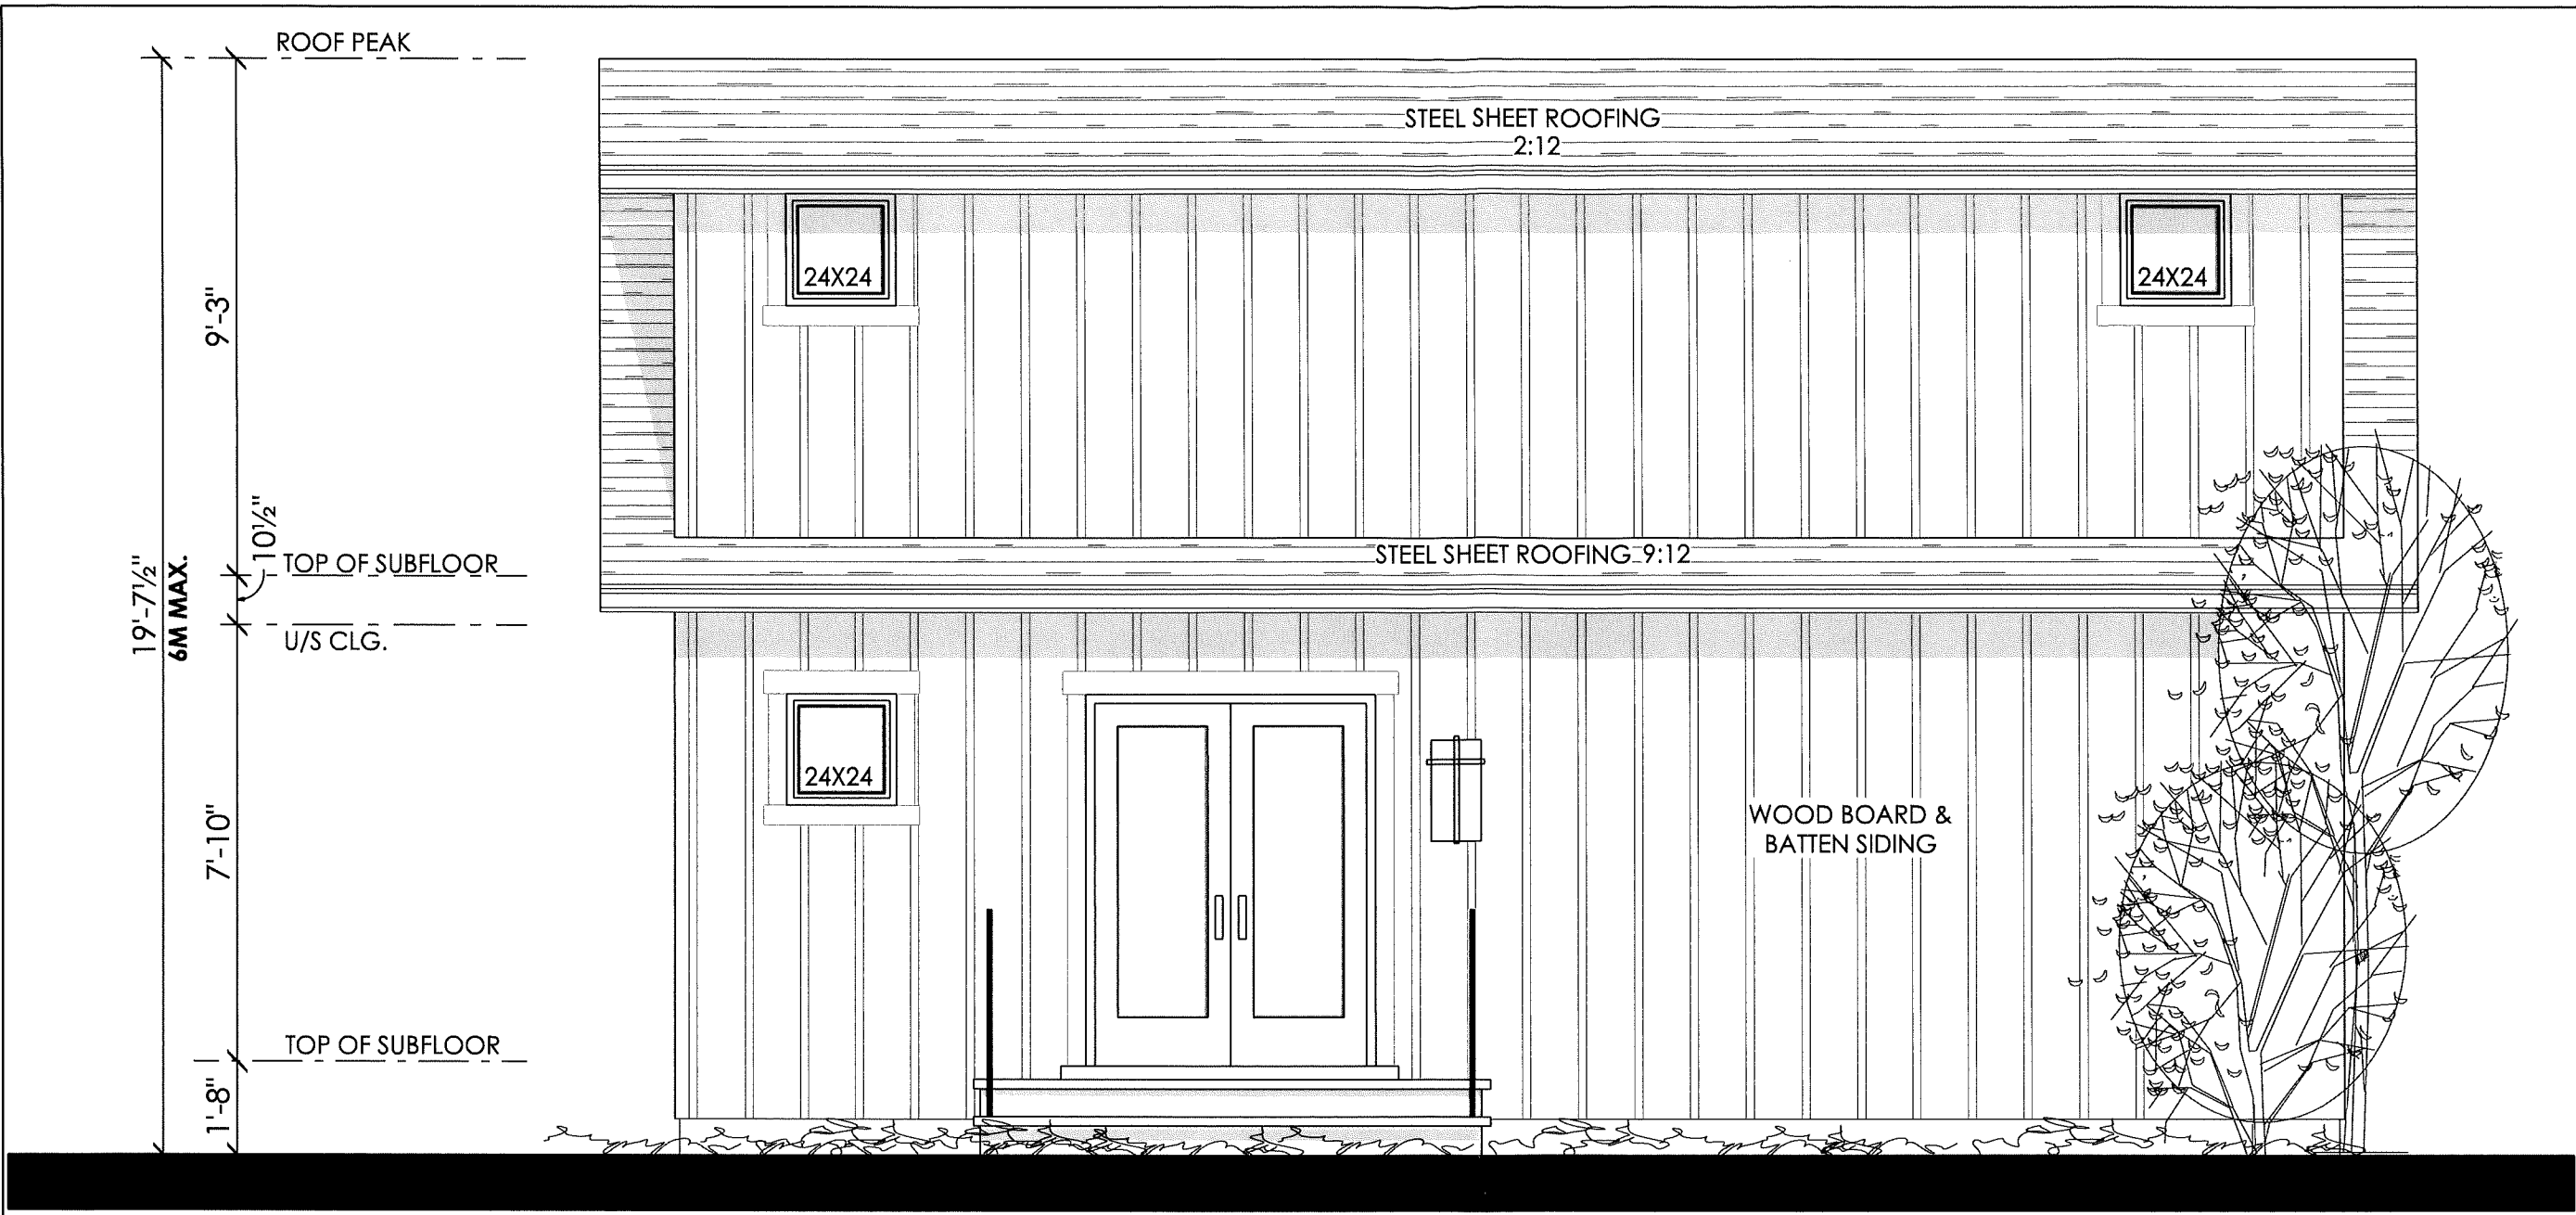 ROOF PEAK
STEEL SHEET ROOFING
2:12
24X24
24X24
9'-3"
10½"
TOP OF SUBFLOOR
STEEL SHEET ROOFING 9:12
19'-7½"
6M MAX.
U/S CLG.
24X24
7'-10"
WOOD BOARD &
BATTEN SIDING
TOP OF SUBFLOOR
1'-8"